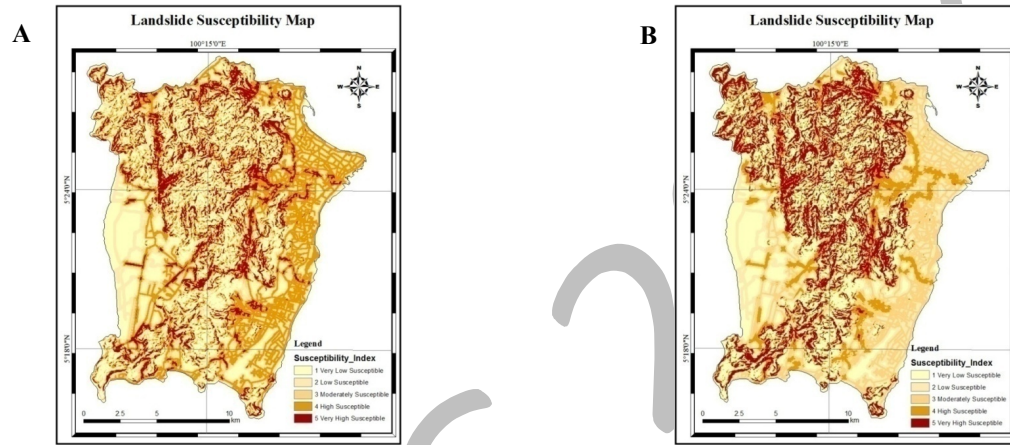 A
Landslide Susceptibility Map
100°15'0"E
N
W E
S
5°24'0"N
5°18'0"N
Legend
Susceptibility_Index
1 Very Low Susceptible
2 Low Susceptible
3 Moderately Susceptible
4 High Susceptible
5 Very High Susceptible
0 2.5 5 10
km
B
Landslide Susceptibility Map
100°15'0"E
N
W E
S
5°24'0"N
5°18'0"N
Legend
Susceptibility_Index
1 Very Low Susceptible
2 Low Susceptible
3 Moderately Susceptible
4 High Susceptible
5 Very High Susceptible
0 2.5 5 10
km